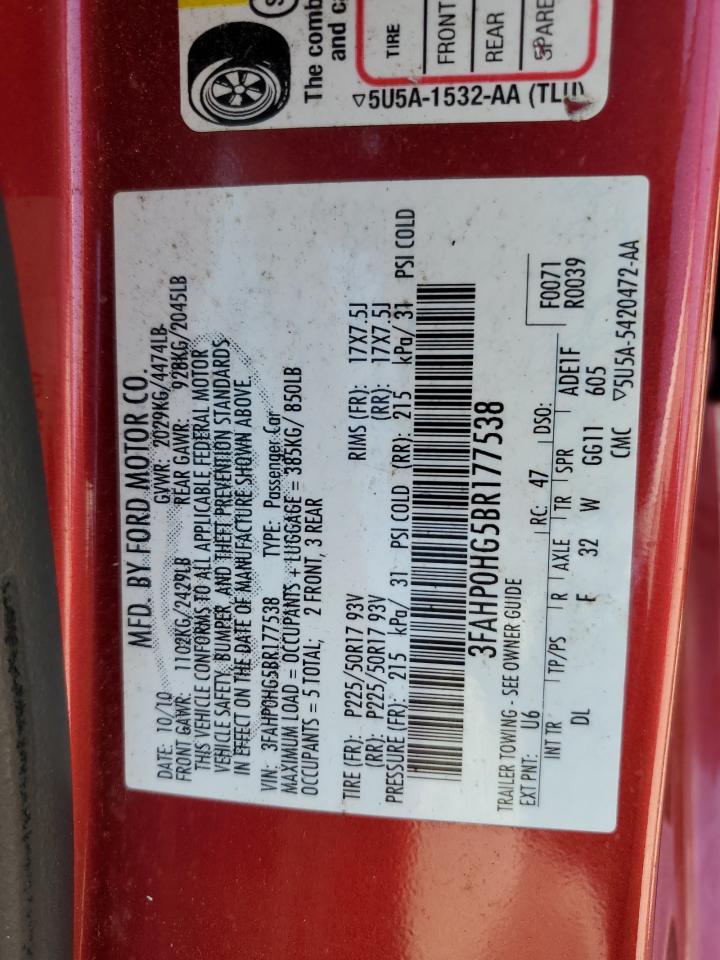 The comb
and ca
TIRE
FRONT
REAR
SPARE
▽5U5A-1532-AA (TLU)
MFD. BY FORD MOTOR CO.
DATE: 10/10 GVWR: 2029KG/4474LB
FRONT GAWR: 1102KG/2429LB REAR GAWR: 928KG/2045LB
THIS VEHICLE CONFORMS TO ALL APPLICABLE FEDERAL MOTOR
VEHICLE SAFETY, BUMPER, AND THEFT PREVENTION STANDARDS
IN EFFECT ON THE DATE OF MANUFACTURE SHOWN ABOVE
VIN: 3FAHP0HG5BR177538 TYPE: Passenger Car
MAXIMUM LOAD = OCCUPANTS + LUGGAGE = 385KG/ 850LB
OCCUPANTS = 5 TOTAL; 2 FRONT, 3 REAR
TIRE (FR): P225/50R17 93V RIMS (FR): 17X7.5J
(RR): P225/50R17 93V (RR): 17X7.5J
PRESSURE (FR): 215 kPa/ 31 PSI COLD (RR): 215 kPa/ 31 PSI COLD
3FAHP0HG5BR177538
TRAILER TOWING - SEE OWNER GUIDE
EXT PNT: U6 RC: 47 DSO: F0071
R0039
INT TR TP/PS R AXLE TR SPR ADE1F
DL F 32 W GG11 605
CMC ▽5U5A-5420472-AA